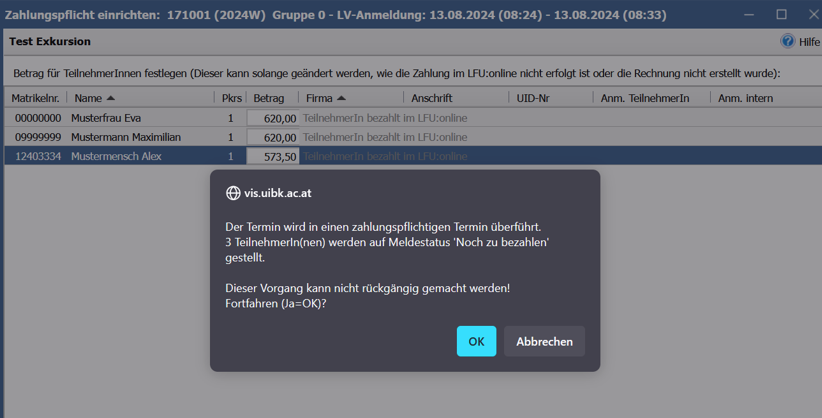 Zahlungspflicht einrichten: 171001 (2024W) Gruppe 0 - LV-Anmeldung: 13.08.2024 (08:24) - 13.08.2024 (08:33)
Test Exkursion
Hilfe
Betrag für TeilnehmerInnen festlegen (Dieser kann solange geändert werden, wie die Zahlung im LFU:online nicht erfolgt ist oder die Rechnung nicht erstellt wurde):
Matrikelnr. Name Pkrs Betrag Firma Anschrift UID-Nr Anm. TeilnehmerIn Anm. intern
00000000 Musterfrau Eva 1 620,00 TeilnehmerIn bezahlt im LFU:online
09999999 Mustermann Maximilian 1 620,00 TeilnehmerIn bezahlt im LFU:online
12403334 Mustermensch Alex 1 573,50 TeilnehmerIn bezahlt im LFU:online
vis.uibk.ac.at
Der Termin wird in einen zahlungspflichtigen Termin überführt.
3 TeilnehmerIn(nen) werden auf Meldestatus 'Noch zu bezahlen'
gestellt.
Dieser Vorgang kann nicht rückgängig gemacht werden!
Fortfahren (Ja=OK)?
OK Abbrechen